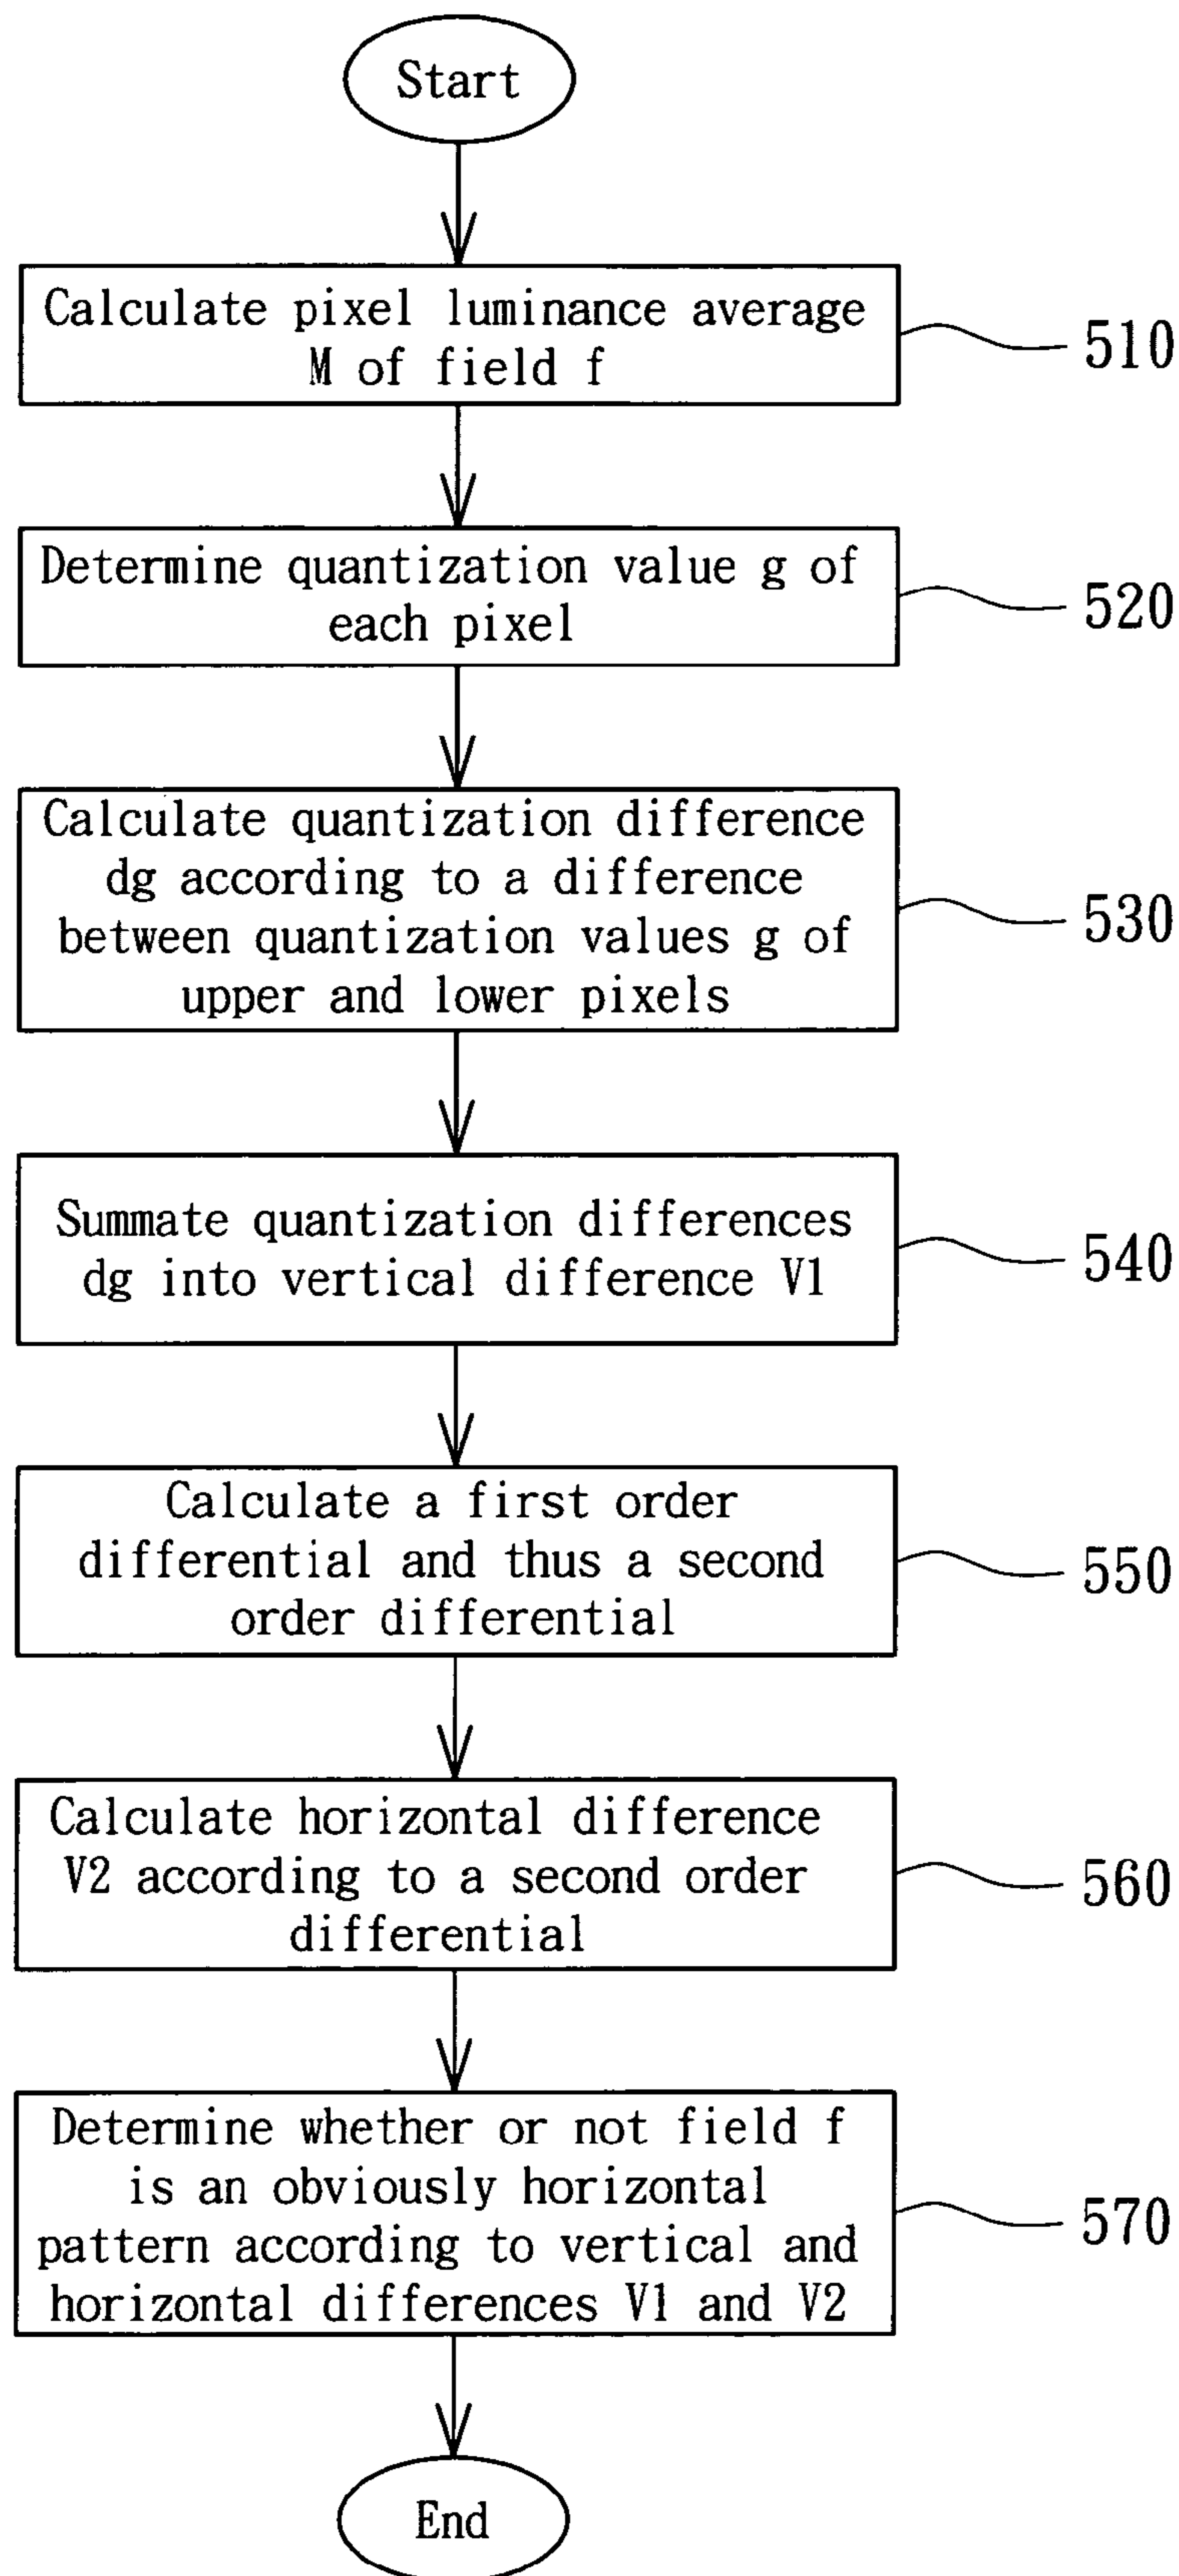 Start
Calculate pixel luminance average
M of field f
510
Determine quantization value g of
each pixel
520
Calculate quantization difference
dg according to a difference
between quantization values g of
upper and lower pixels
530
Summate quantization differences
dg into vertical difference V1
540
Calculate a first order
differential and thus a second
order differential
550
Calculate horizontal difference
V2 according to a second order
differential
560
Determine whether or not field f
is an obviously horizontal
pattern according to vertical and
horizontal differences V1 and V2
570
End